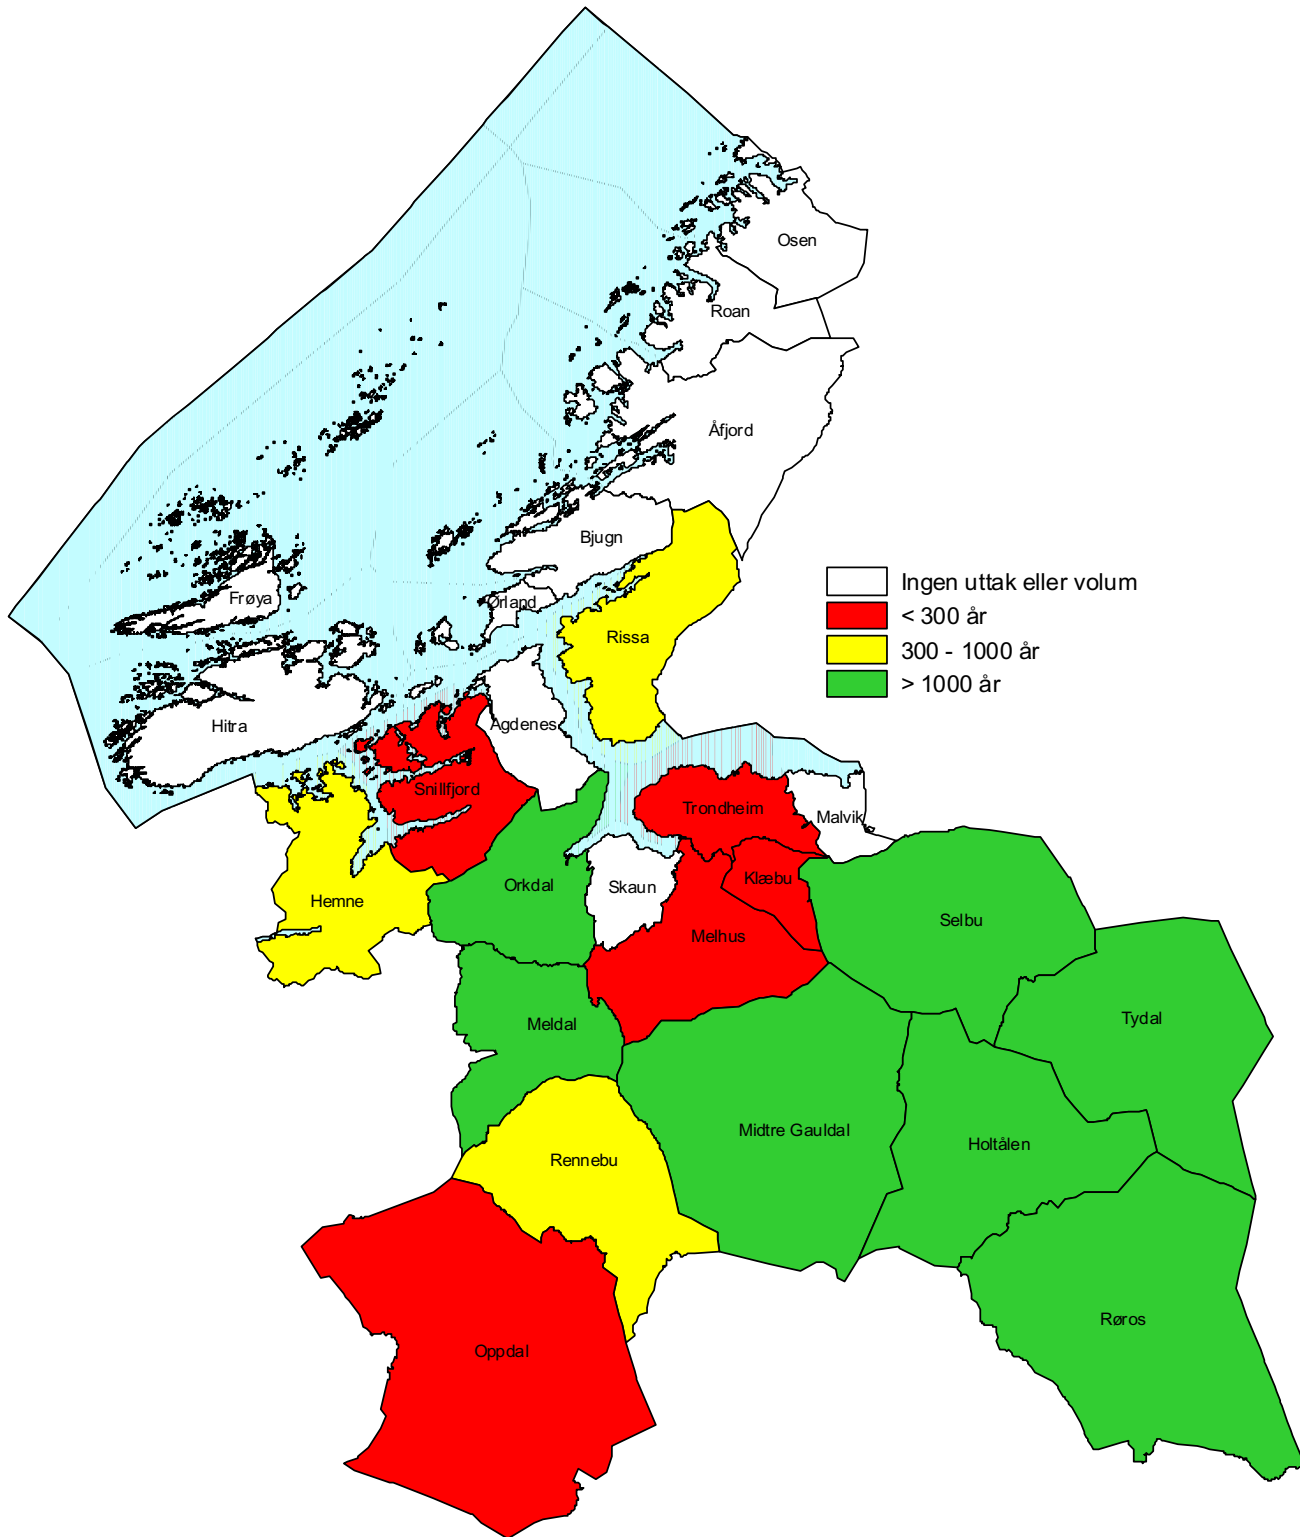 Osen
Roan
Åfjord
Bjugn
Ingen uttak eller volum
Frøya
Ørland
< 300 år
Rissa
300 - 1000 år
> 1000 år
Hitra
Agdenes
Snillfjord
Trondheim
Malvik
Klæbu
Orkdal
Skaun
Hemne
Selbu
Melhus
Tydal
Meldal
Midtre Gauldal
Holtålen
Rennebu
Røros
Oppdal